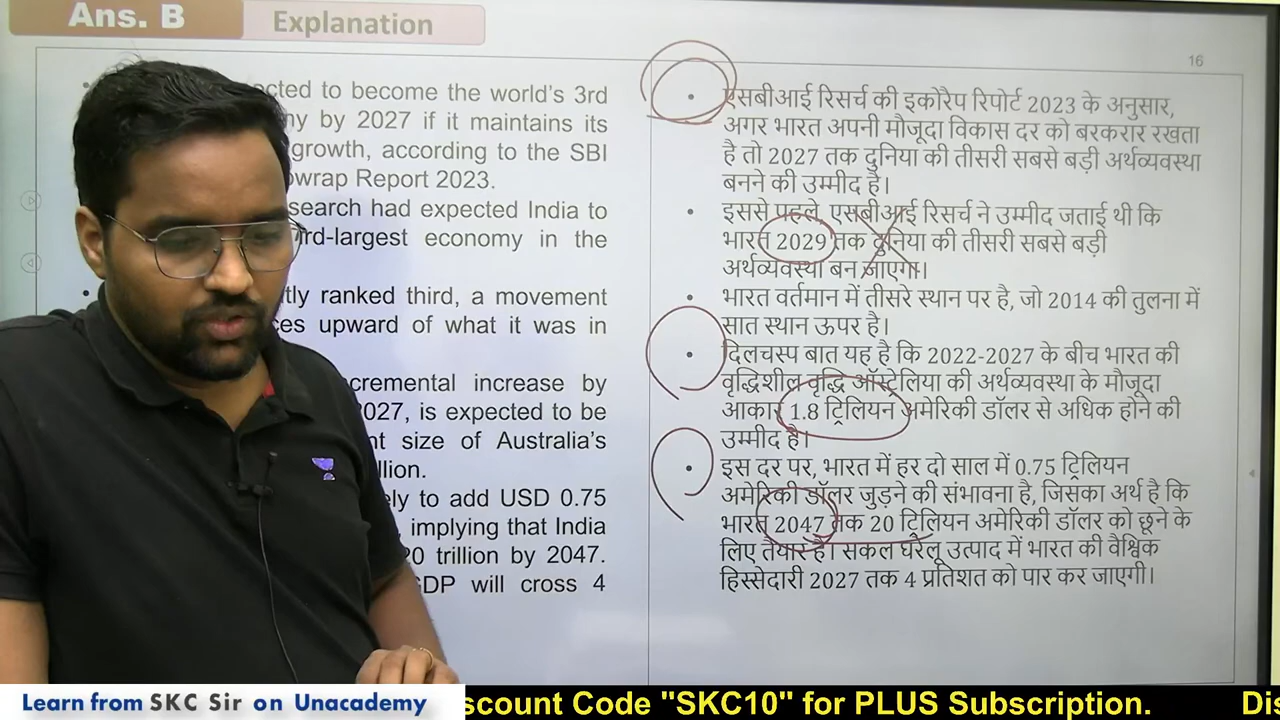 Ans. B
Explanation
16
ected to become the world's 3rd
ny by 2027 if it maintains its
growth, according to the SBI
owrap Report 2023.
search had expected India to
rd-largest economy in the
tly ranked third, a movement
ces upward of what it was in
cremental increase by
027, is expected to be
nt size of Australia's
llion.
ely to add USD 0.75
, implying that India
20 trillion by 2047.
GDP will cross 4
एसबीआई रिसर्च की इकोरैप रिपोर्ट 2023 के अनुसार,
अगर भारत अपनी मौजूदा विकास दर को बरकरार रखता
है तो 2027 तक दुनिया की तीसरी सबसे बड़ी अर्थव्यवस्था
बनने की उम्मीद है।
इससे पहले, एसबीआई रिसर्च ने उम्मीद जताई थी कि
भारत 2029 तक दुनिया की तीसरी सबसे बड़ी
अर्थव्यवस्था बन जाएगा।
भारत वर्तमान में तीसरे स्थान पर है, जो 2014 की तुलना में
सात स्थान ऊपर है।
दिलचस्प बात यह है कि 2022-2027 के बीच भारत की
वृद्धिशील वृद्धि ऑस्ट्रेलिया की अर्थव्यवस्था के मौजूदा
आकार 1.8 ट्रिलियन अमेरिकी डॉलर से अधिक होने की
उम्मीद है।
इस दर पर, भारत में हर दो साल में 0.75 ट्रिलियन
अमेरिकी डॉलर जुड़ने की संभावना है, जिसका अर्थ है कि
भारत 2047 तक 20 ट्रिलियन अमेरिकी डॉलर को छूने के
लिए तैयार है। सकल घरेलू उत्पाद में भारत की वैश्विक
हिस्सेदारी 2027 तक 4 प्रतिशत को पार कर जाएगी।
Learn from SKC Sir on Unacademy
scount Code "SKC10" for PLUS Subscription. Dis